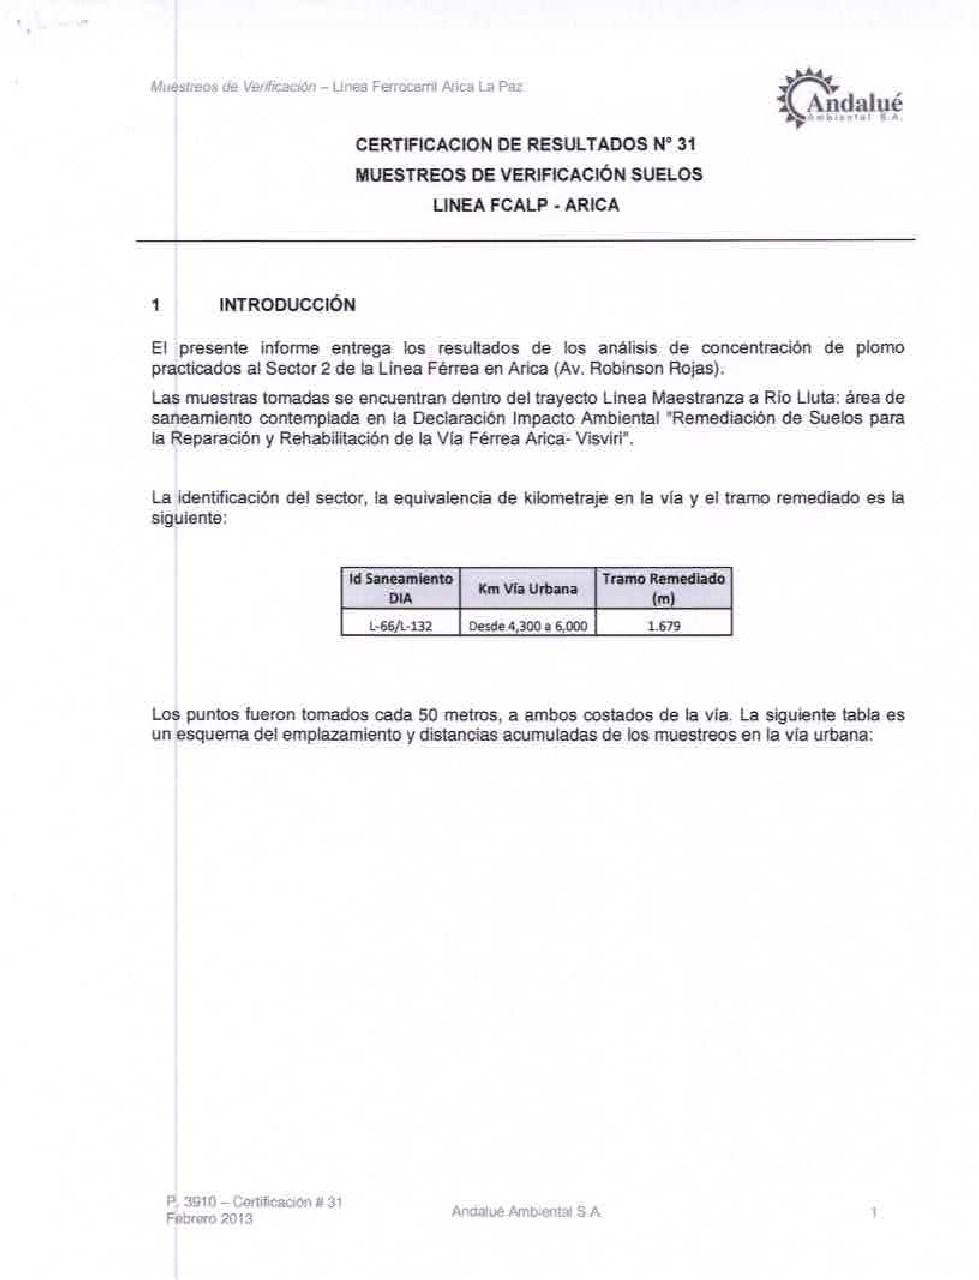 Muestreos de Verificación – Línea Ferrocarril Arica La Paz
Andalué
Ambiental S.A.
CERTIFICACION DE RESULTADOS N° 31
MUESTREOS DE VERIFICACIÓN SUELOS
LINEA FCALP - ARICA
1 INTRODUCCIÓN
El presente informe entrega los resultados de los análisis de concentración de plomo
practicados al Sector 2 de la Línea Férrea en Arica (Av. Robinson Rojas).
Las muestras tomadas se encuentran dentro del trayecto Línea Maestranza a Río Lluta: área de
saneamiento contemplada en la Declaración Impacto Ambiental "Remediación de Suelos para
la Reparación y Rehabilitación de la Vía Férrea Arica- Visviri".
La identificación del sector, la equivalencia de kilometraje en la vía y el tramo remediado es la
siguiente:
Id Saneamiento DIA Km Vía Urbana Tramo Remediado (m)
L-66/L-132 Desde 4,300 a 6,000 1.679
Los puntos fueron tomados cada 50 metros, a ambos costados de la vía. La siguiente tabla es
un esquema del emplazamiento y distancias acumuladas de los muestreos en la vía urbana:
P. 3910 – Certificación # 31
Febrero 2013
Andalué Ambiental S.A.
1